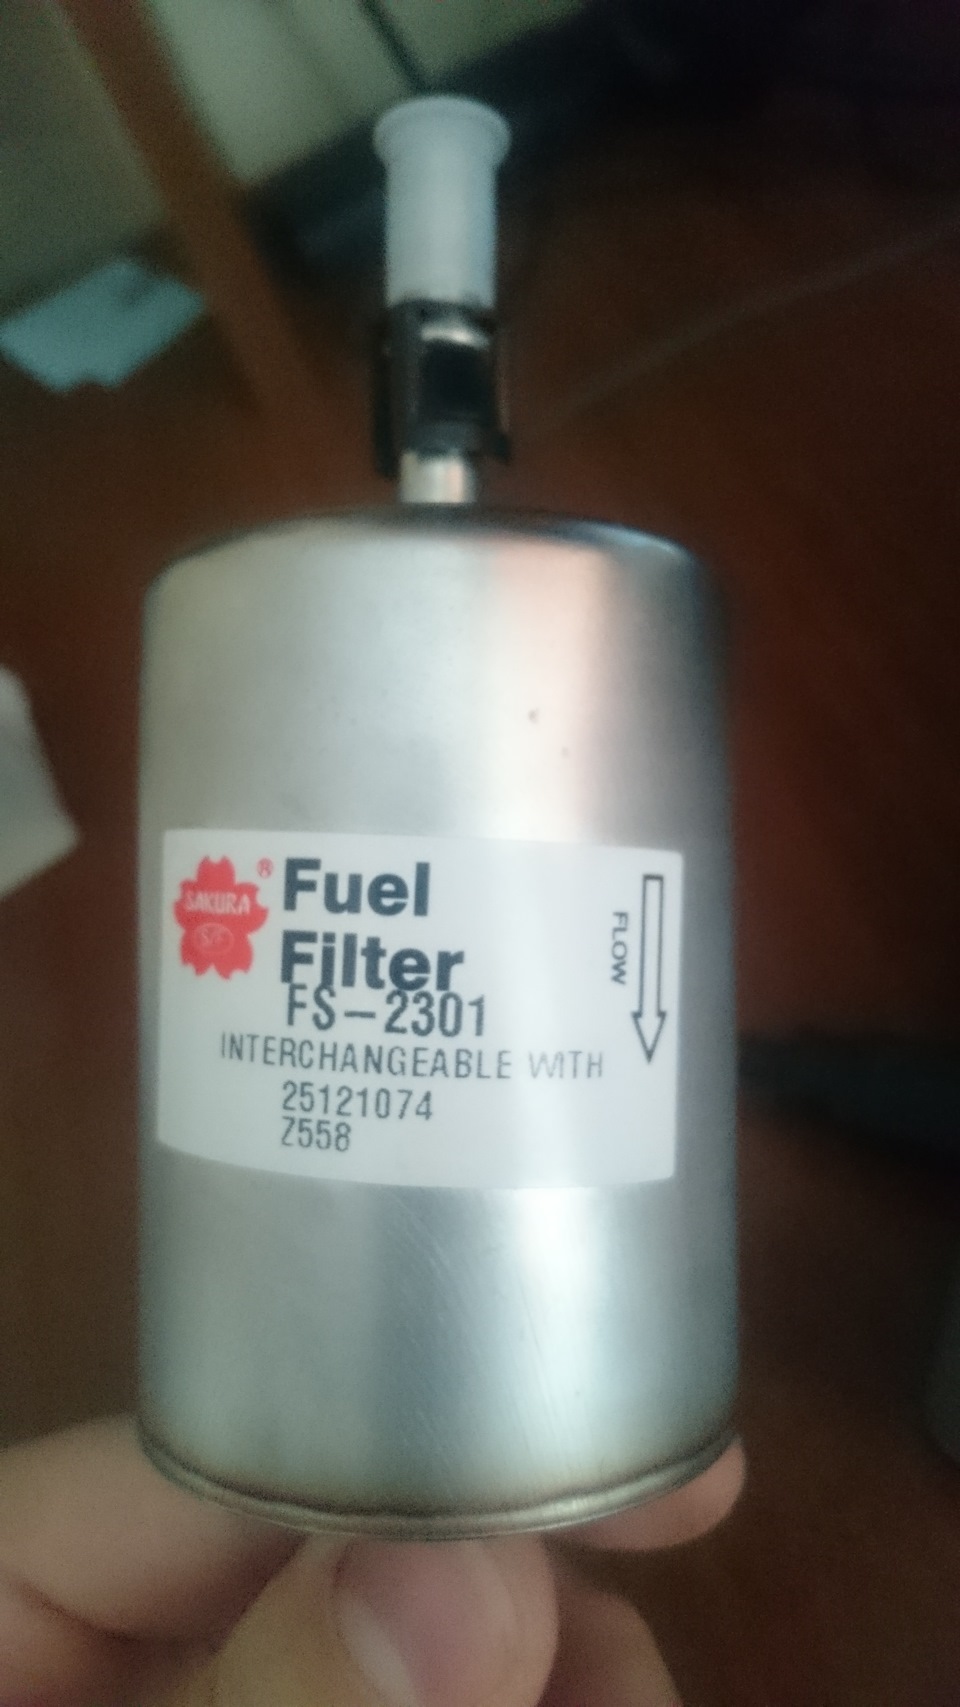 SAKURA
S/F
®
Fuel
Filter
FS-2301
INTERCHANGEABLE WITH
25121074
Z558
FLOW